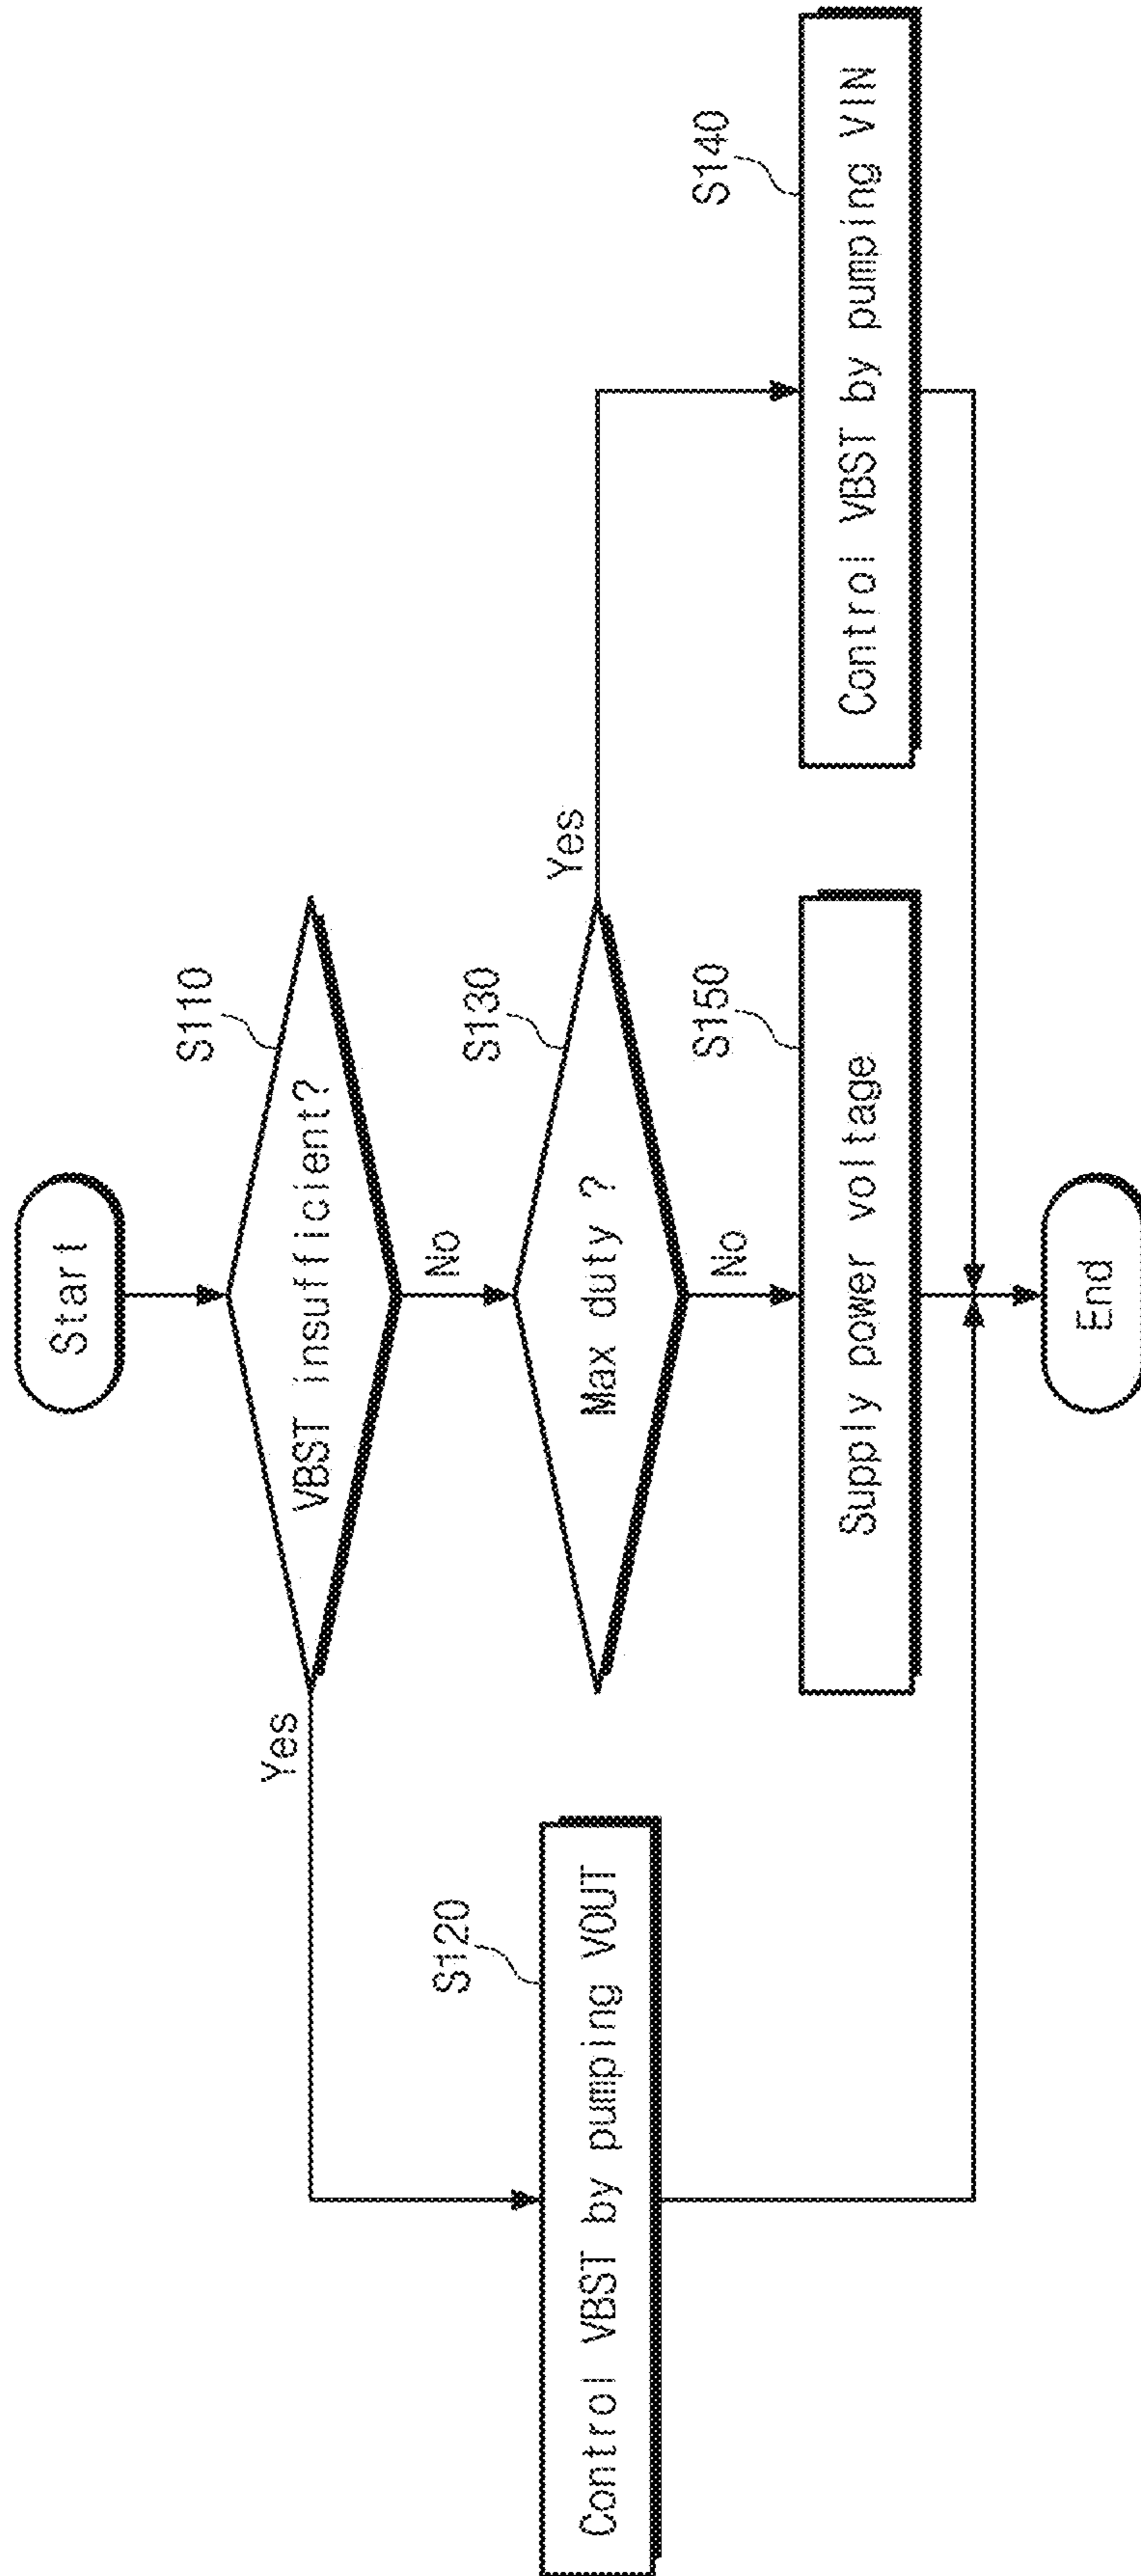 Start
S110
VBST insufficient?
Yes
No
S120
Control VBST by pumping VOUT
S130
Max duty ?
Yes
No
S140
Control VBST by pumping VIN
S150
Supply power voltage
End